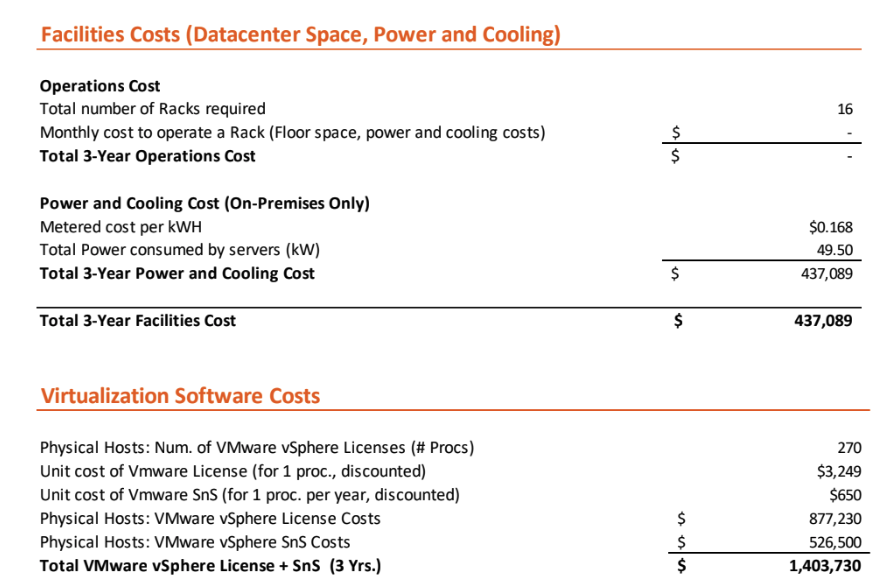 Facilities Costs (Datacenter Space, Power and Cooling)
Operations Cost
Total number of Racks required 16
Monthly cost to operate a Rack (Floor space, power and cooling costs) $ -
Total 3-Year Operations Cost $ -
Power and Cooling Cost (On-Premises Only)
Metered cost per kWH $0.168
Total Power consumed by servers (kW) 49.50
Total 3-Year Power and Cooling Cost $ 437,089
Total 3-Year Facilities Cost $ 437,089
Virtualization Software Costs
Physical Hosts: Num. of VMware vSphere Licenses (# Procs) 270
Unit cost of Vmware License (for 1 proc., discounted) $3,249
Unit cost of Vmware SnS (for 1 proc. per year, discounted) $650
Physical Hosts: VMware vSphere License Costs $ 877,230
Physical Hosts: VMware vSphere SnS Costs $ 526,500
Total VMware vSphere License + SnS (3 Yrs.) $ 1,403,730